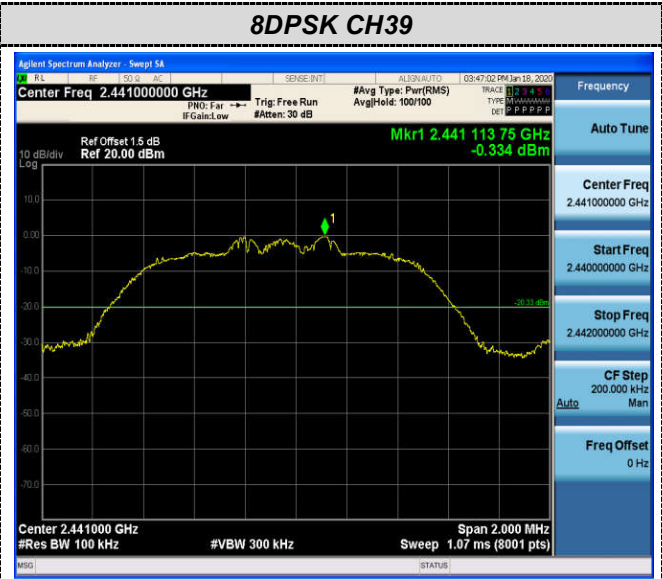 8DPSK CH39
Agilent Spectrum Analyzer - Swept SA
RL RF 50 Ω AC SENSE:INT ALIGNAUTO 03:47:02 PM Jan 18, 2020
Center Freq 2.441000000 GHz
PNO: Far
IFGain:Low
Trig: Free Run
#Atten: 30 dB
#Avg Type: Pwr(RMS)
Avg|Hold: 100/100
TRACE 1 2 3 4 5 6
TYPE M
DET P P P P P P
Frequency
Auto Tune
Center Freq
2.441000000 GHz
Start Freq
2.440000000 GHz
Stop Freq
2.442000000 GHz
CF Step
200.000 kHz
Auto Man
Freq Offset
0 Hz
Mkr1 2.441 113 75 GHz
-0.334 dBm
Ref Offset 1.5 dB
10 dB/div Ref 20.00 dBm
Log
10.0
0.00
1
-10.0
-20.0
-20.33 dBm
-30.0
-40.0
-50.0
-60.0
-70.0
Center 2.441000 GHz Span 2.000 MHz
#Res BW 100 kHz #VBW 300 kHz Sweep 1.07 ms (8001 pts)
MSG STATUS